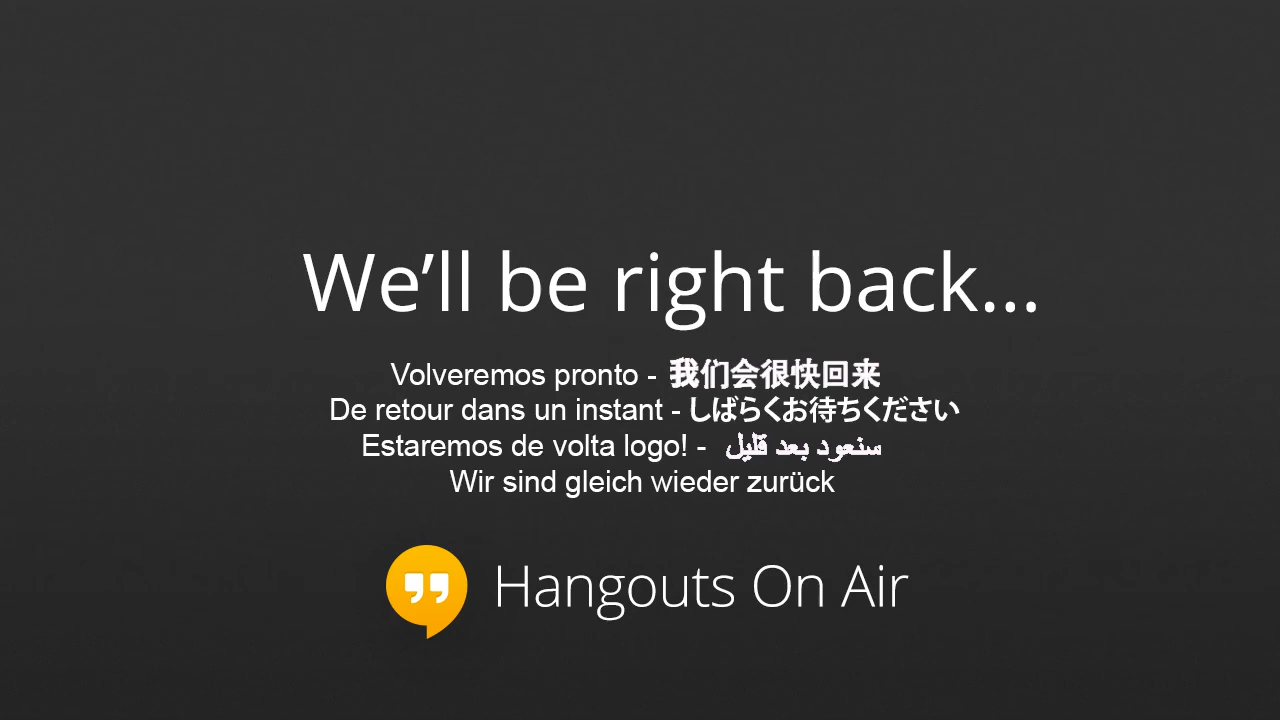 We’ll be right back...
Volveremos pronto - 我们会很快回来
De retour dans un instant - しばらくお待ちください
Estaremos de volta logo! - سنعود بعد قليل
Wir sind gleich wieder zurück
Hangouts On Air